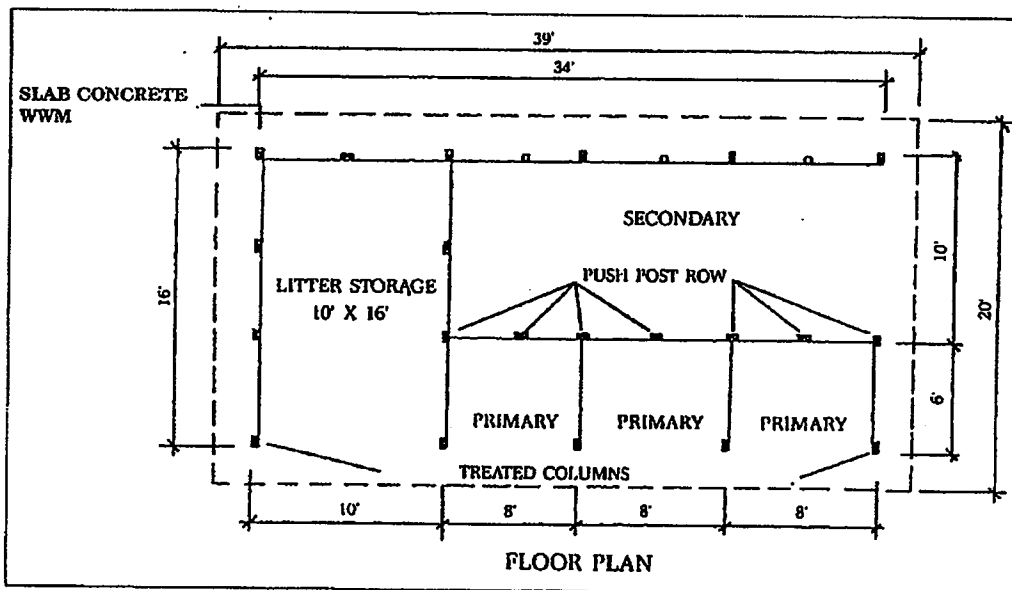 39'
34'
SLAB CONCRETE
WWM
SECONDARY
PUSH POST ROW
LITTER STORAGE
10' X 16'
16'
10'
20'
6'
PRIMARY
PRIMARY
PRIMARY
TREATED COLUMNS
10'
8'
8'
8'
FLOOR PLAN